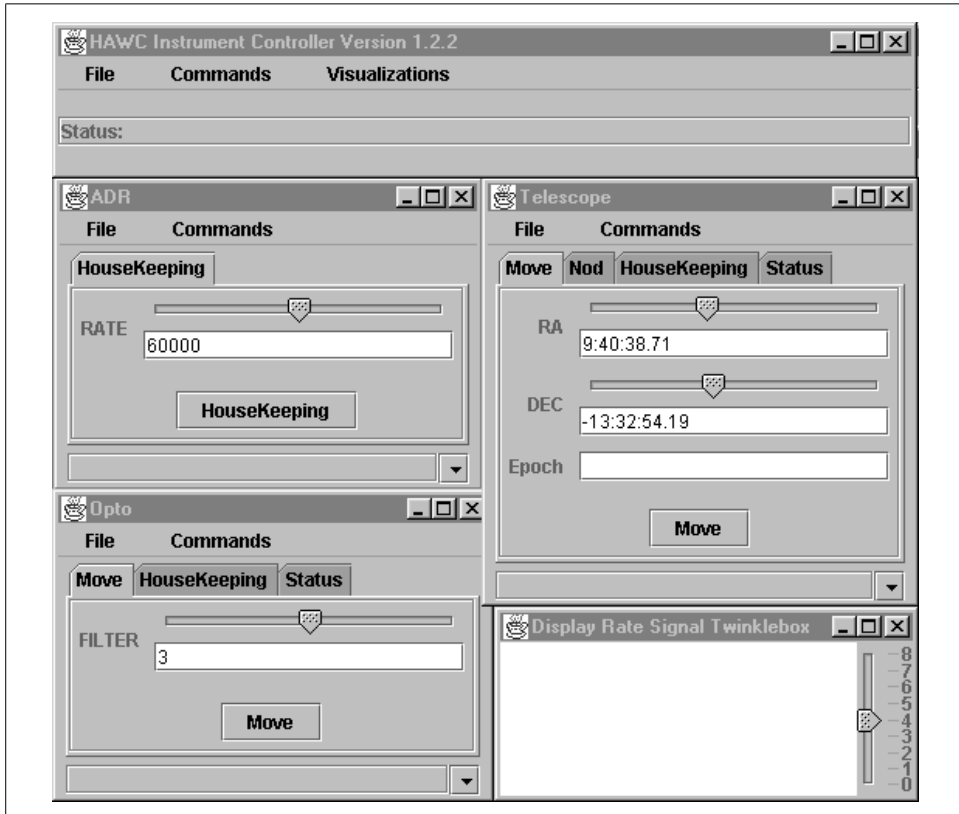 HAWC Instrument Controller Version 1.2.2
File Commands Visualizations
Status:
ADR
File Commands
HouseKeeping
RATE
60000
HouseKeeping
Telescope
File Commands
Move Nod HouseKeeping Status
RA
9:40:38.71
DEC
-13:32:54.19
Epoch
Move
Opto
File Commands
Move HouseKeeping Status
FILTER
3
Move
Display Rate Signal Twinklebox
8
7
6
5
4
3
2
1
0